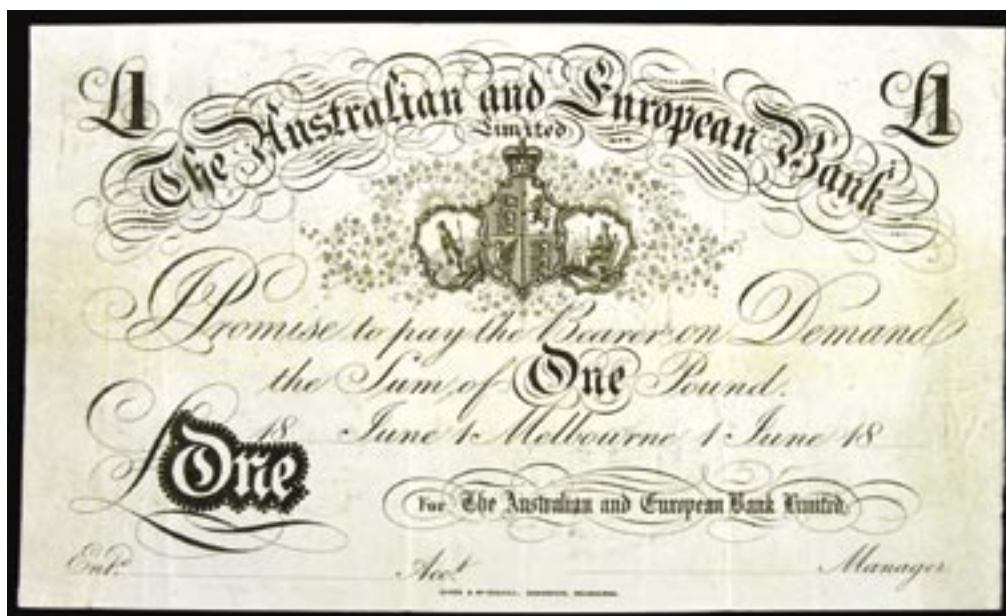 £1 The Australian and European Bank £1
Limited
I Promise to pay the Bearer on Demand
the Sum of One Pound.
18 June 1 Melbourne 1 June 18
£One
For The Australian and European Bank Limited.
Entd. Acct. Manager